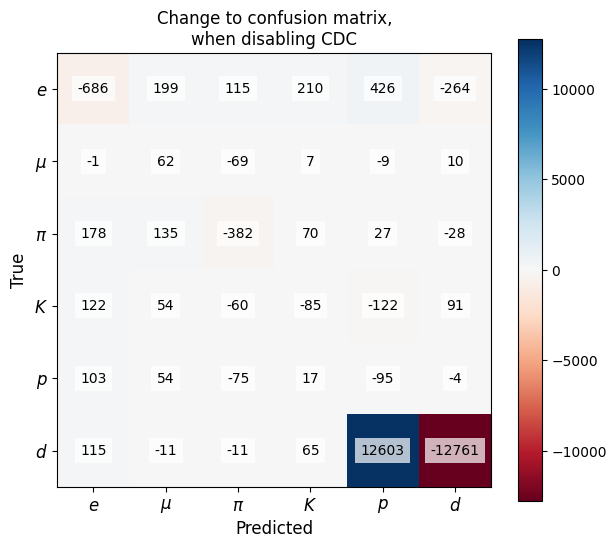 Change to confusion matrix,
when disabling CDC
e -686 199 115 210 426 -264
μ -1 62 -69 7 -9 10
π 178 135 -382 70 27 -28
K 122 54 -60 -85 -122 91
p 103 54 -75 17 -95 -4
d 115 -11 -11 65 12603 -12761
e μ π K p d
Predicted
True
10000
5000
0
−5000
−10000